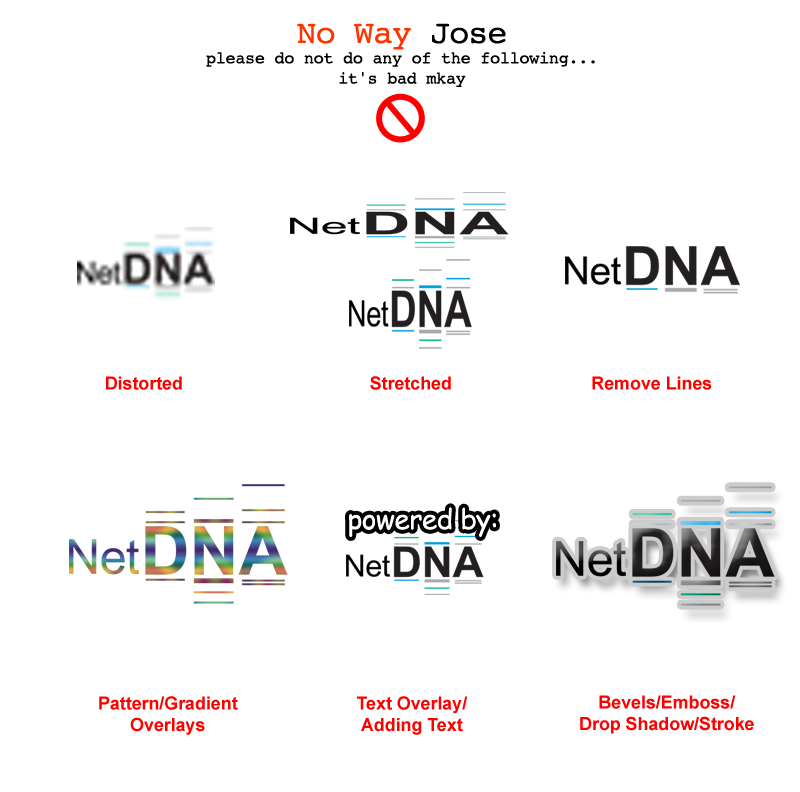 No Way Jose
please do not do any of the following...
it's bad mkay
NetDNA
NetDNA
NetDNA
NetDNA
Distorted
Stretched
Remove Lines
NetDNA
powered by:
NetDNA
NetDNA
Pattern/Gradient
Overlays
Text Overlay/
Adding Text
Bevels/Emboss/
Drop Shadow/Stroke